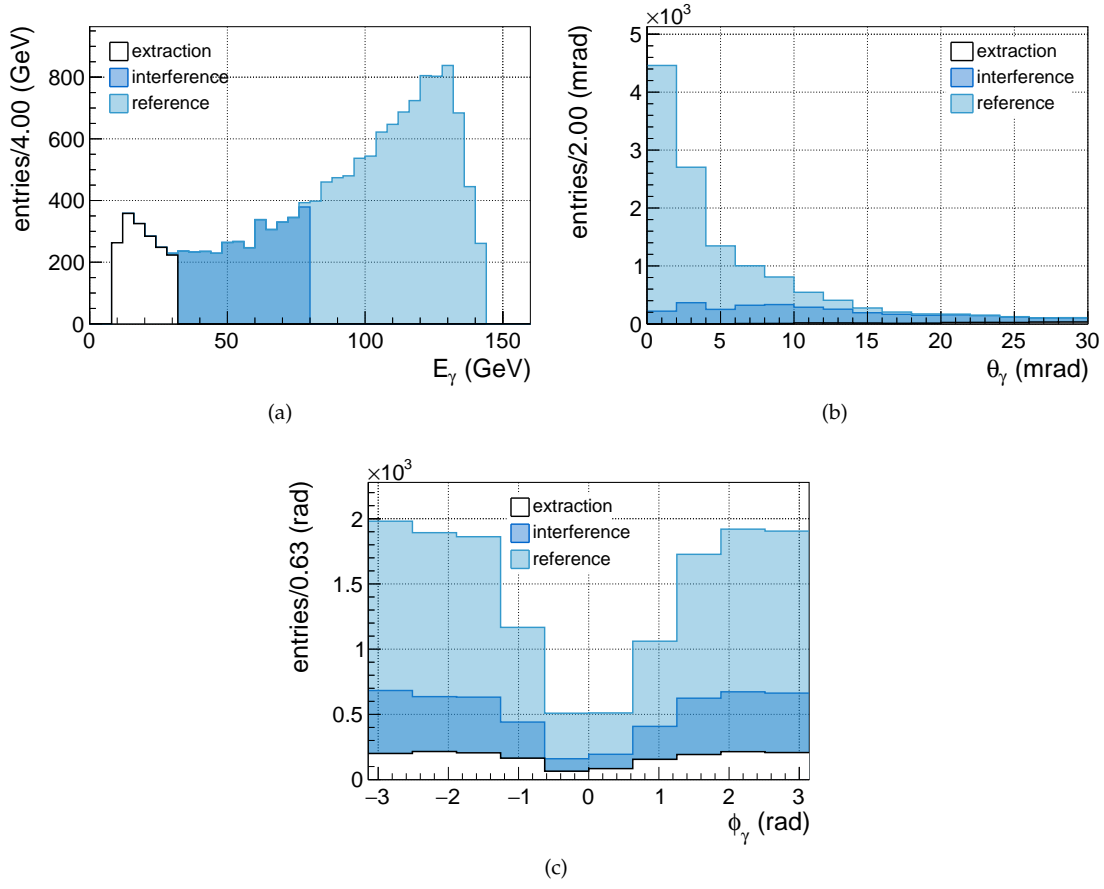 entries/4.00 (GeV)
800
600
400
200
0
extraction
interference
reference
0 50 100 150
E_γ (GeV)
(a)
×10³
entries/2.00 (mrad)
5
4
3
2
1
0
extraction
interference
reference
0 5 10 15 20 25 30
θ_γ (mrad)
(b)
×10³
entries/0.63 (rad)
2
1.5
1
0.5
0
extraction
interference
reference
−3 −2 −1 0 1 2 3
ϕ_γ (rad)
(c)